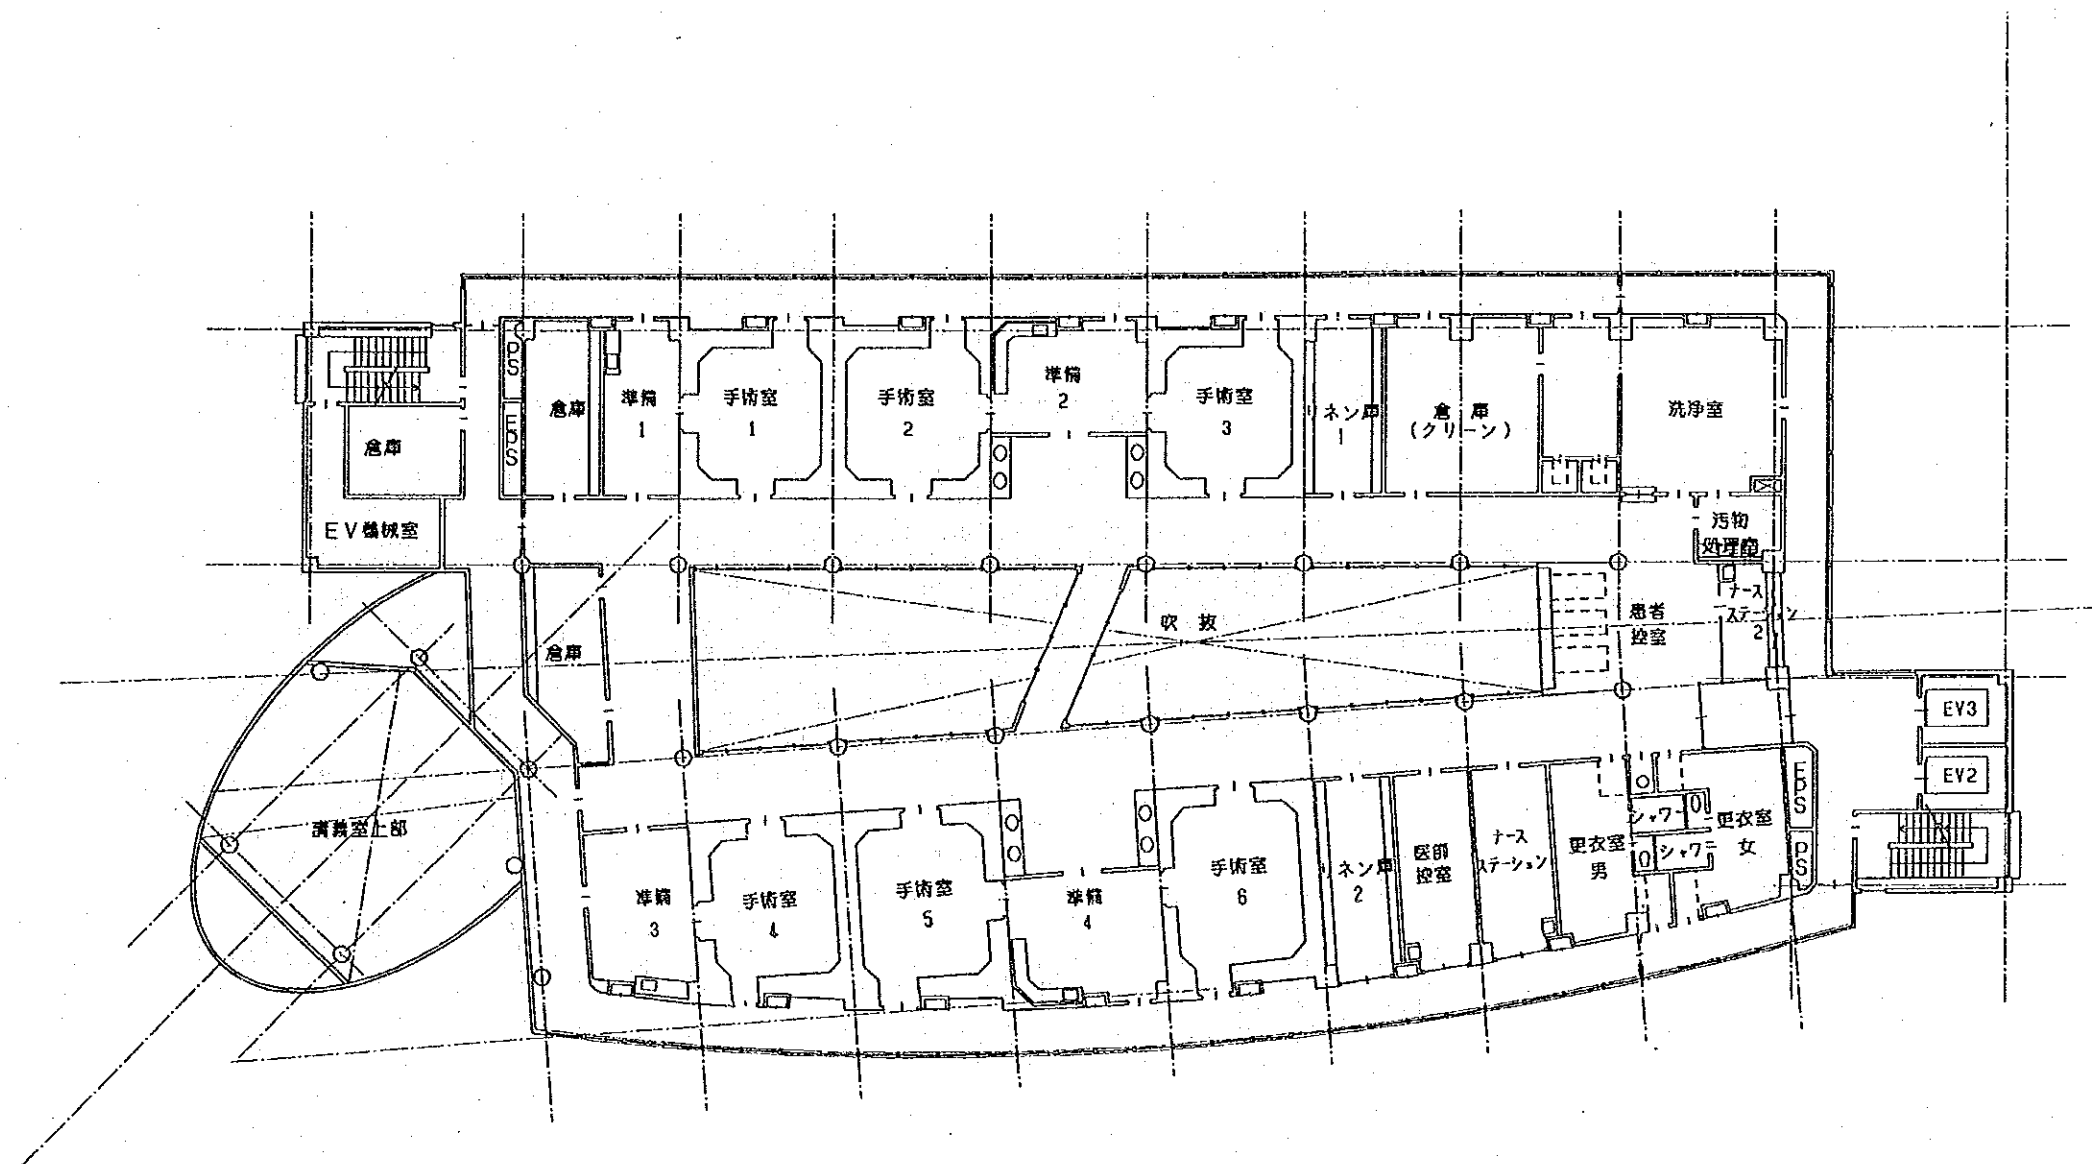 PS
EPS
倉庫
準備
1
手術室
1
手術室
2
準備
2
手術室
3
リネン庫
1
倉庫
(クリーン)
洗浄室
倉庫
EV機械室
汚物
処理室
ナース
ステーション
2
患者
控室
吹抜
倉庫
EV3
EV2
講義室上部
準備
3
手術室
4
手術室
5
準備
4
手術室
6
リネン庫
2
医師
控室
ナース
ステーション
更衣室
男
シャワー
シャワー
更衣室
女
EPS
PS